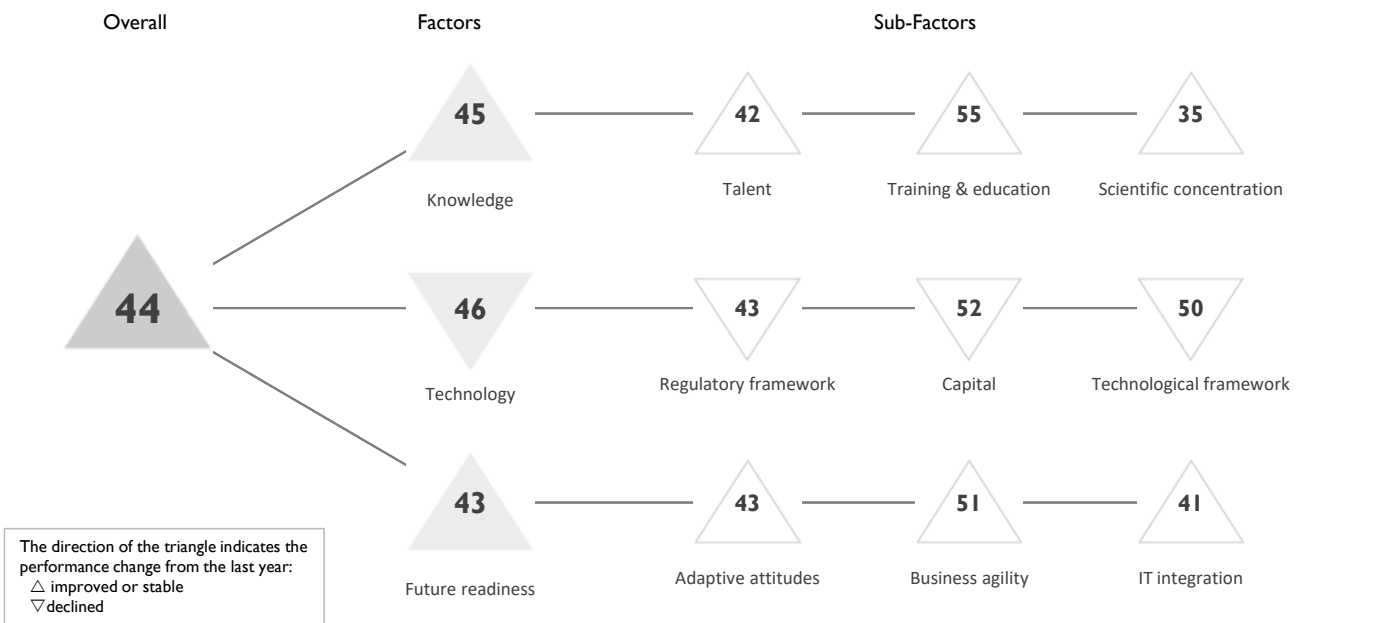 Overall Factors Sub-Factors
45 42 55 35
Knowledge Talent Training & education Scientific concentration
44
46 43 52 50
Technology Regulatory framework Capital Technological framework
43 43 51 41
Future readiness Adaptive attitudes Business agility IT integration
The direction of the triangle indicates the
performance change from the last year:
△ improved or stable
▽ declined